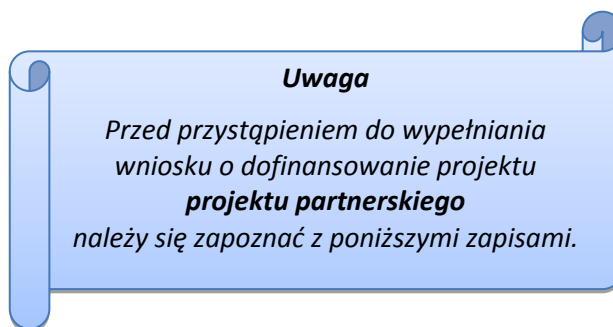 Uwaga
Przed przystąpieniem do wypełniania
wniosku o dofinansowanie projektu
projektu partnerskiego
należy się zapoznać z poniższymi zapisami.